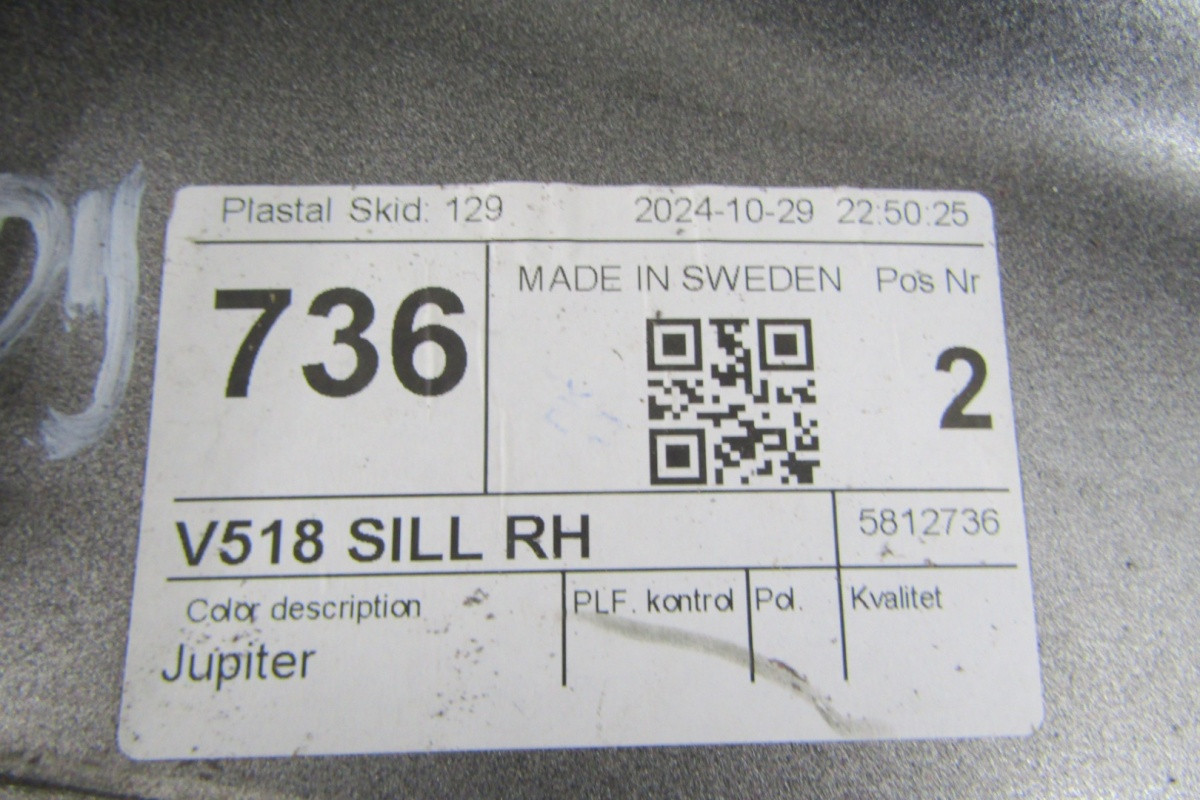 Plastal Skid: 129 2024-10-29 22:50:25
736
MADE IN SWEDEN Pos Nr
2
V518 SILL RH
5812736
Color description
PLF. kontrol
Pol.
Kvalitet
Jupiter